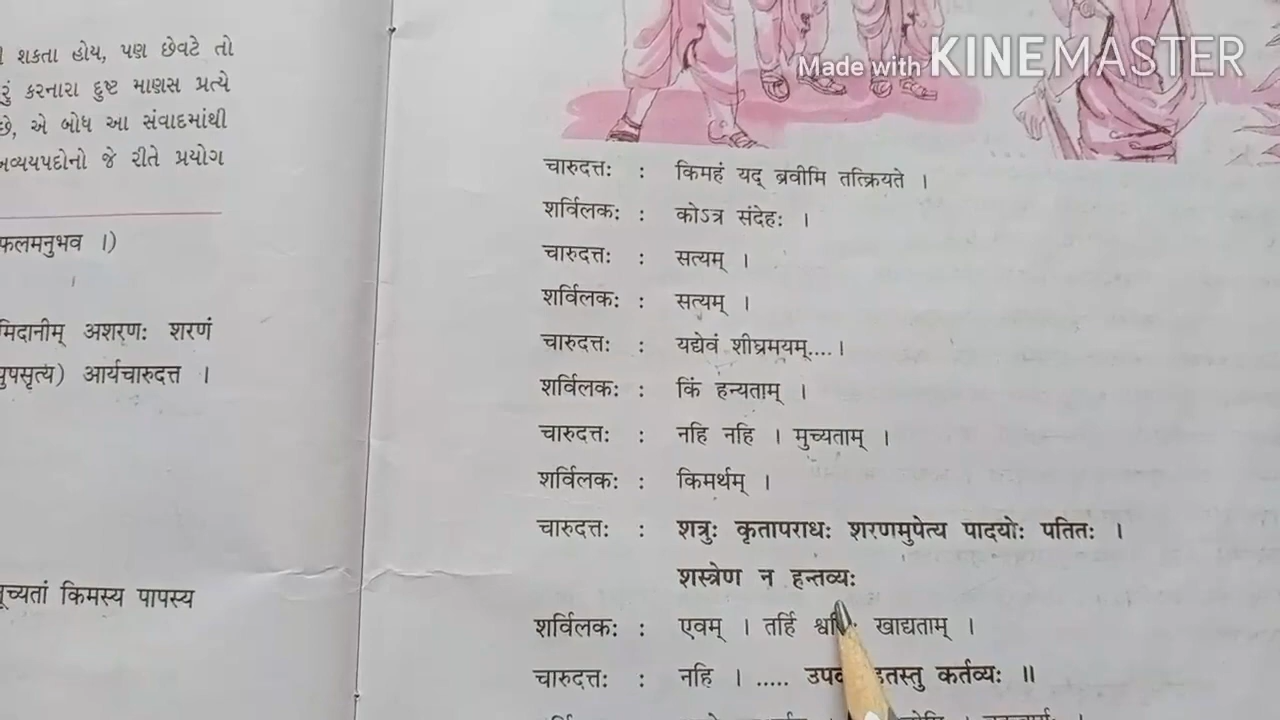 Made with KINEMASTER
શકતા હોય, પણ છેવટે તો
કરનારા દુષ્ટ માણસ પ્રત્યે
છે, એ બોધ આ સંવાદમાંથી
અવ્યયપદોનો જે રીતે પ્રયોગ
फलमनुभव ।)
मिदानीम् अशरणः शरणं
पुपसृत्य) आर्यचारुदत्त ।
किमस्य पापस्य
चारुदत्तः : किमहं यद् ब्रवीमि तत्क्रियते ।
शर्विलकः : कोऽत्र संदेहः ।
चारुदत्तः : सत्यम् ।
शर्विलकः : सत्यम् ।
चारुदत्तः : यद्येवं शीघ्रमयम्....।
शर्विलकः : किं हन्यताम् ।
चारुदत्तः : नहि नहि । मुच्यताम् ।
शर्विलकः : किमर्थम् ।
चारुदत्तः : शत्रुः कृतापराधः शरणमुपेत्य पादयोः पतितः ।
शस्त्रेण न हन्तव्यः
शर्विलकः : एवम् । तर्हि खाद्यताम् ।
चारुदत्तः : नहि । ..... कर्तव्यः ॥